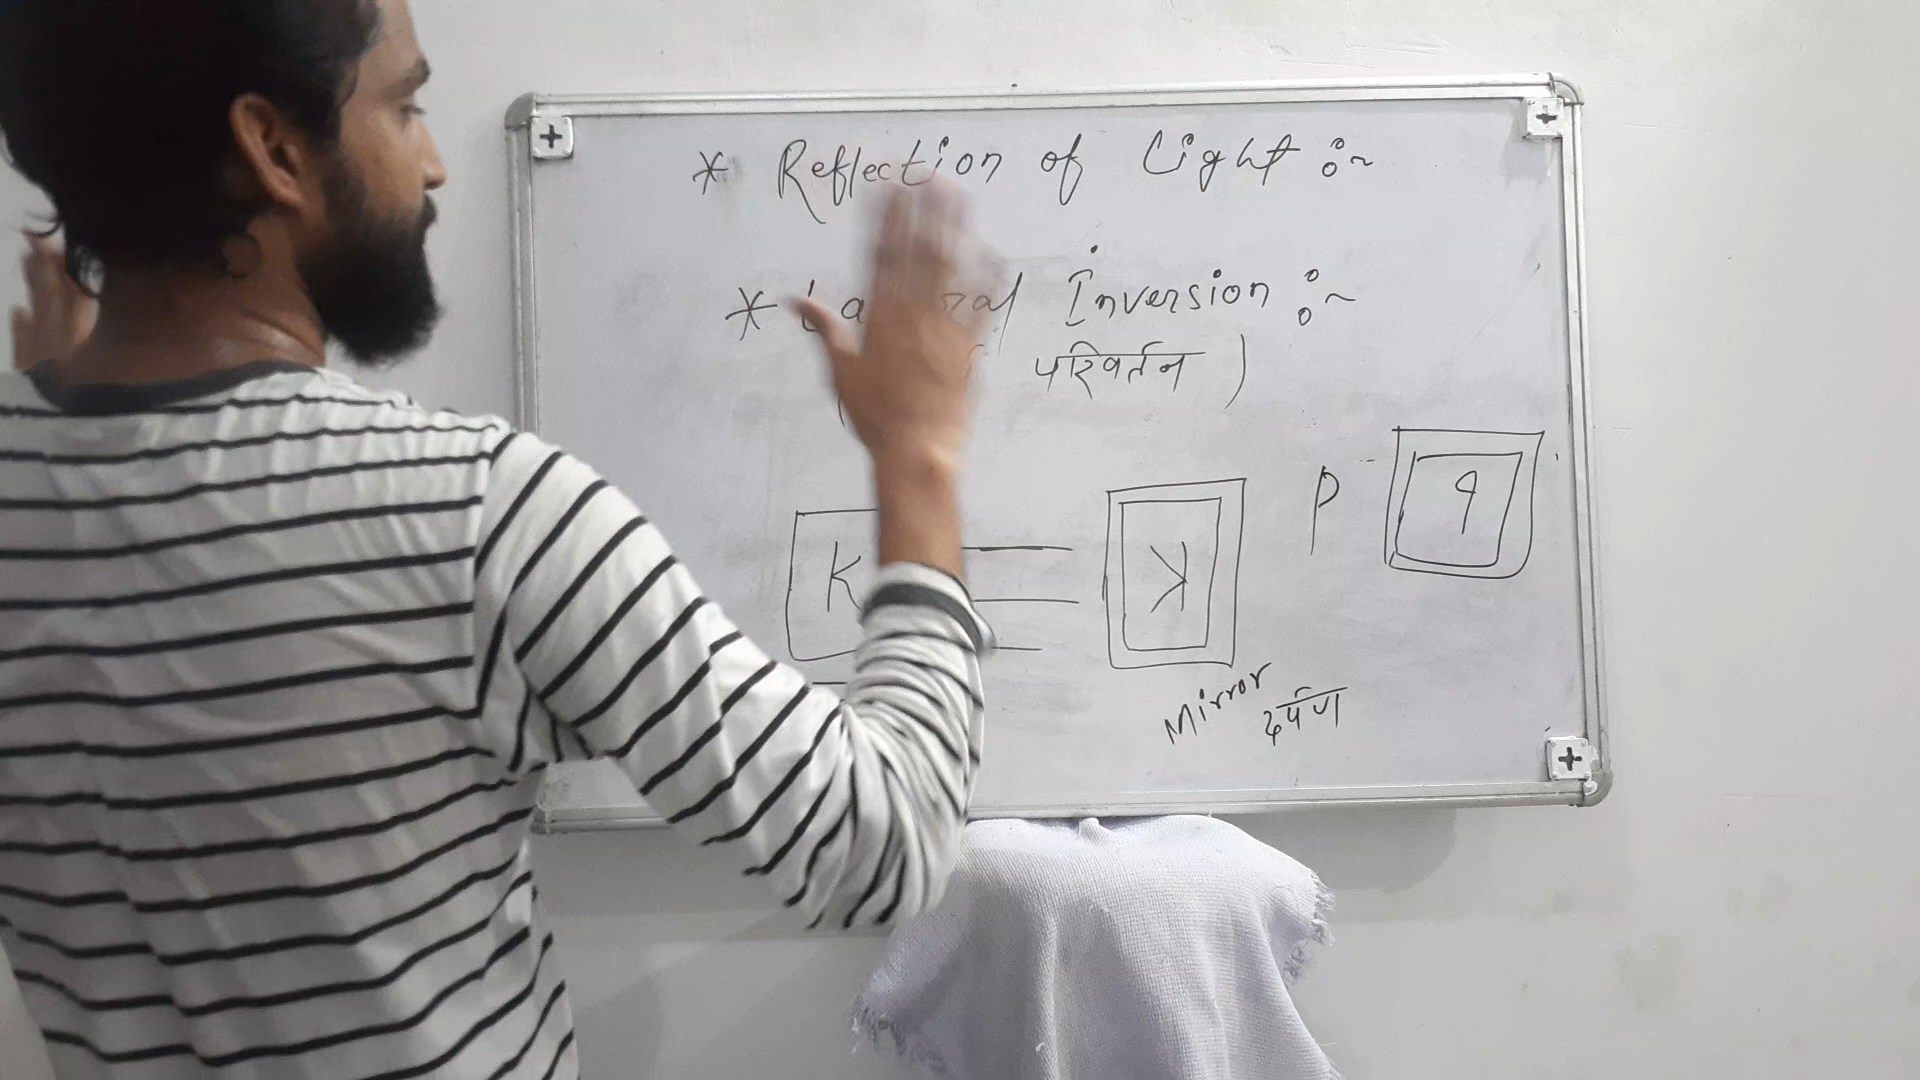 * Reflection of Light :~
* Inversion :~
परिवर्तन )
K
K
P
P
Mirror
दर्पण